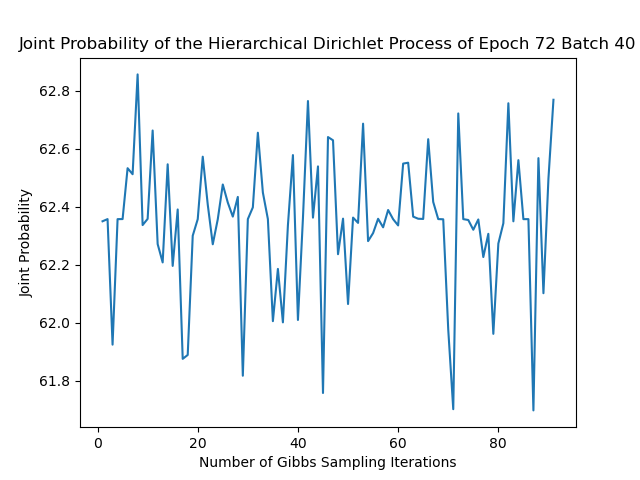 Joint Probability of the Hierarchical Dirichlet Process of Epoch 72 Batch 40
62.8
62.6
62.4
62.2
62.0
61.8
Joint Probability
0 20 40 60 80
Number of Gibbs Sampling Iterations